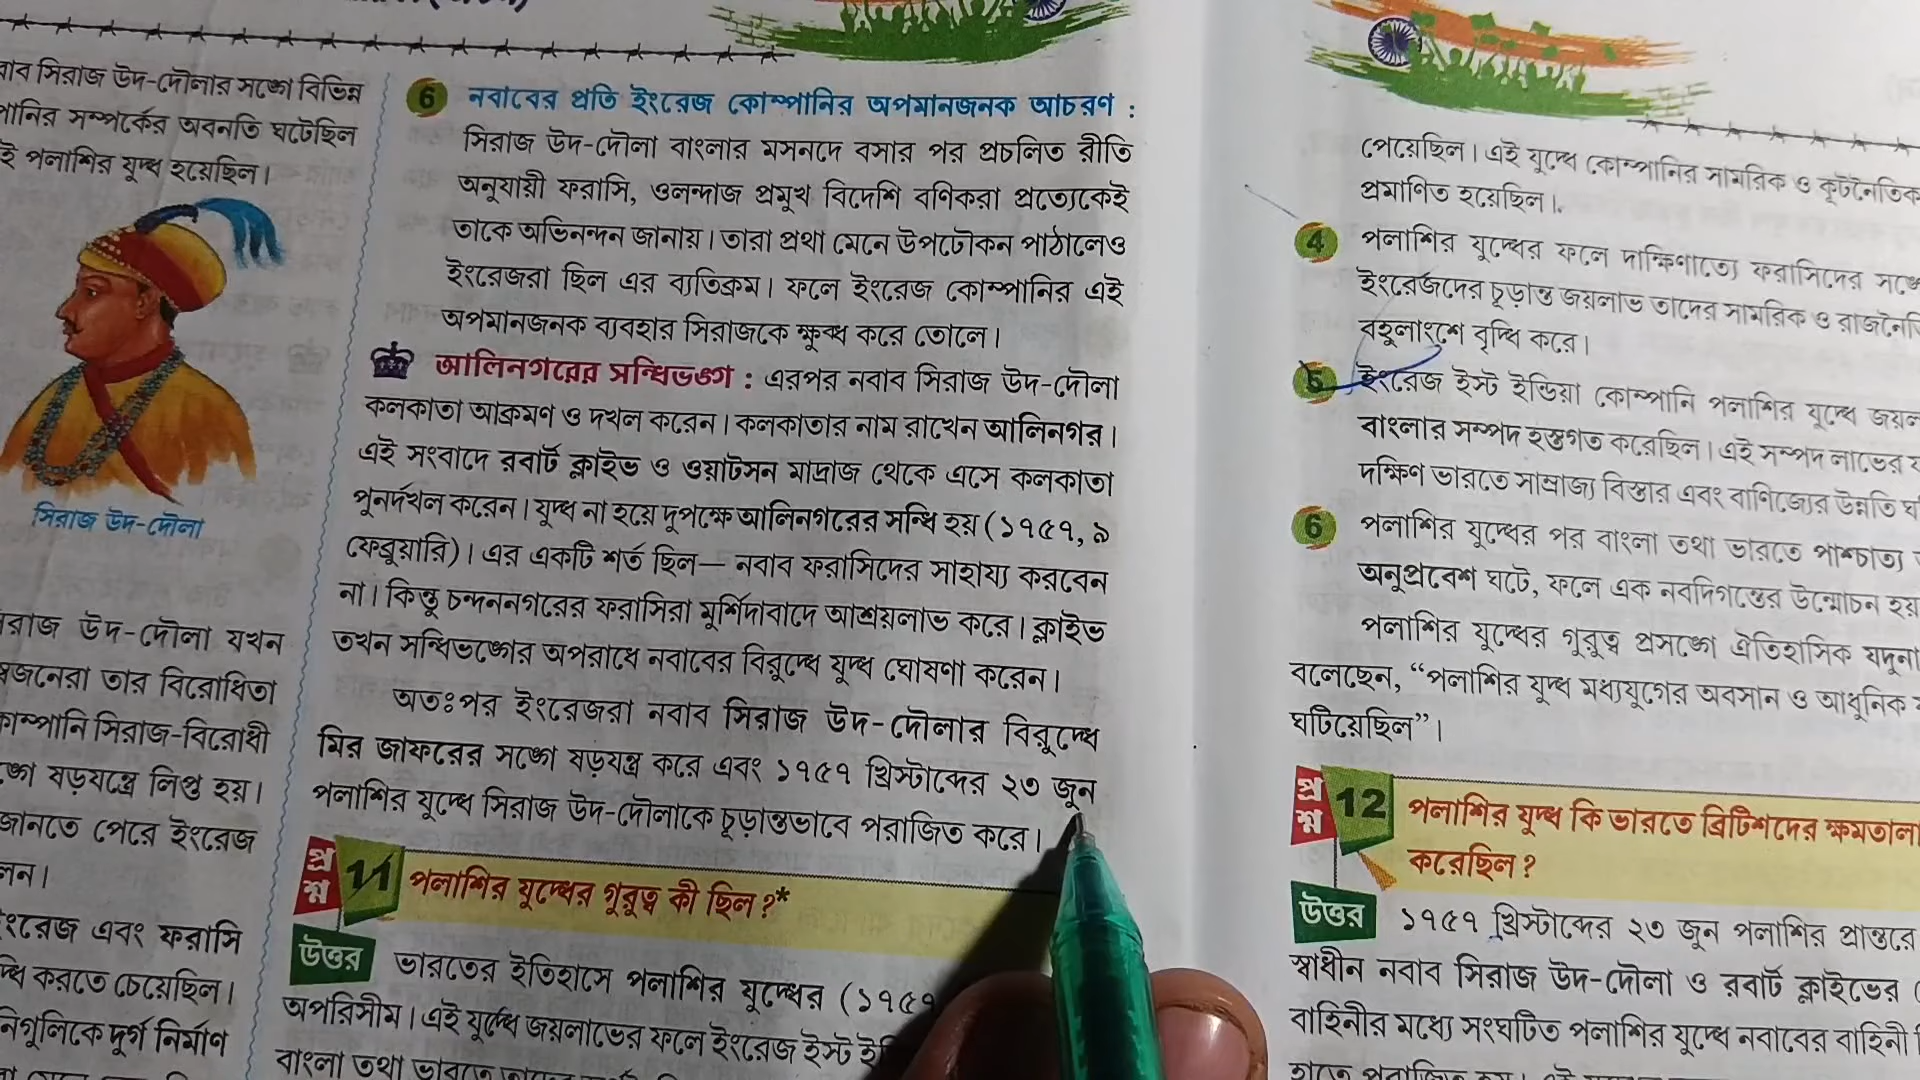 সিরাজ উদ-দৌলার সঙ্গে বিভিন্ন
সম্পর্কের অবনতি ঘটেছিল
পলাশির যুদ্ধ হয়েছিল।
সিরাজ উদ-দৌলা
উদ-দৌলা যখন
তার বিরোধিতা
সিরাজ-বিরোধী
ষড়যন্ত্রে লিপ্ত হয়।
জানতে পেরে ইংরেজ
এবং ফরাসি
করতে চেয়েছিল।
দুর্গ নির্মাণ
6 নবাবের প্রতি ইংরেজ কোম্পানির অপমানজনক আচরণ :
সিরাজ উদ-দৌলা বাংলার মসনদে বসার পর প্রচলিত রীতি
অনুযায়ী ফরাসি, ওলন্দাজ প্রমুখ বিদেশি বণিকরা প্রত্যেকেই
তাকে অভিনন্দন জানায়। তারা প্রথা মেনে উপঢৌকন পাঠালেও
ইংরেজরা ছিল এর ব্যতিক্রম। ফলে ইংরেজ কোম্পানির এই
অপমানজনক ব্যবহার সিরাজকে ক্ষুব্ধ করে তোলে।
আলিনগরের সন্ধিভঙ্গ : এরপর নবাব সিরাজ উদ-দৌলা
কলকাতা আক্রমণ ও দখল করেন। কলকাতার নাম রাখেন আলিনগর।
এই সংবাদে রবার্ট ক্লাইভ ও ওয়াটসন মাদ্রাজ থেকে এসে কলকাতা
পুনর্দখল করেন। যুদ্ধ না হয়ে দুপক্ষে আলিনগরের সন্ধি হয় (১৭৫৭, ৯
ফেব্রুয়ারি)। এর একটি শর্ত ছিল— নবাব ফরাসিদের সাহায্য করবেন
না। কিন্তু চন্দননগরের ফরাসিরা মুর্শিদাবাদে আশ্রয়লাভ করে। ক্লাইভ
তখন সন্ধিভঙ্গের অপরাধে নবাবের বিরুদ্ধে যুদ্ধ ঘোষণা করেন।
অতঃপর ইংরেজরা নবাব সিরাজ উদ-দৌলার বিরুদ্ধে
মির জাফরের সঙ্গে ষড়যন্ত্র করে এবং ১৭৫৭ খ্রিস্টাব্দের ২৩ জুন
পলাশির যুদ্ধে সিরাজ উদ-দৌলাকে চূড়ান্তভাবে পরাজিত করে।
প্রশ্ন 11 পলাশির যুদ্ধের গুরুত্ব কী ছিল?*
উত্তর ভারতের ইতিহাসে পলাশির যুদ্ধের (১৭৫৭
অপরিসীম। এই যুদ্ধে জয়লাভের ফলে ইংরেজ ইস্ট
বাংলা তথা
পেয়েছিল। এই যুদ্ধে কোম্পানির সামরিক ও কূটনৈতিক
প্রমাণিত হয়েছিল।
4 পলাশির যুদ্ধের ফলে দাক্ষিণাত্যে ফরাসিদের সঙ্গে
ইংরেজদের চূড়ান্ত জয়লাভ তাদের সামরিক ও
বহুলাংশে বৃদ্ধি করে।
5 ইংরেজ ইস্ট ইন্ডিয়া কোম্পানি পলাশির যুদ্ধে
বাংলার সম্পদ হস্তগত করেছিল। এই সম্পদ লাভের
দক্ষিণ ভারতে সাম্রাজ্য বিস্তার এবং বাণিজ্যের উন্নতি
6 পলাশির যুদ্ধের পর বাংলা তথা ভারতে পাশ্চাত্য
অনুপ্রবেশ ঘটে, ফলে এক নবদিগন্তের উন্মোচন হয়
পলাশির যুদ্ধের গুরুত্ব প্রসঙ্গে ঐতিহাসিক
বলেছেন, “পলাশির যুদ্ধ মধ্যযুগের অবসান ও আধুনিক
ঘটিয়েছিল”।
প্রশ্ন 12 পলাশির যুদ্ধ কি ভারতে ব্রিটিশদের
করেছিল?
উত্তর ১৭৫৭ খ্রিস্টাব্দের ২৩ জুন পলাশির প্রান্তরে
স্বাধীন নবাব সিরাজ উদ-দৌলা ও রবার্ট ক্লাইভের
বাহিনীর মধ্যে সংঘটিত পলাশির যুদ্ধে নবাবের বাহিনী